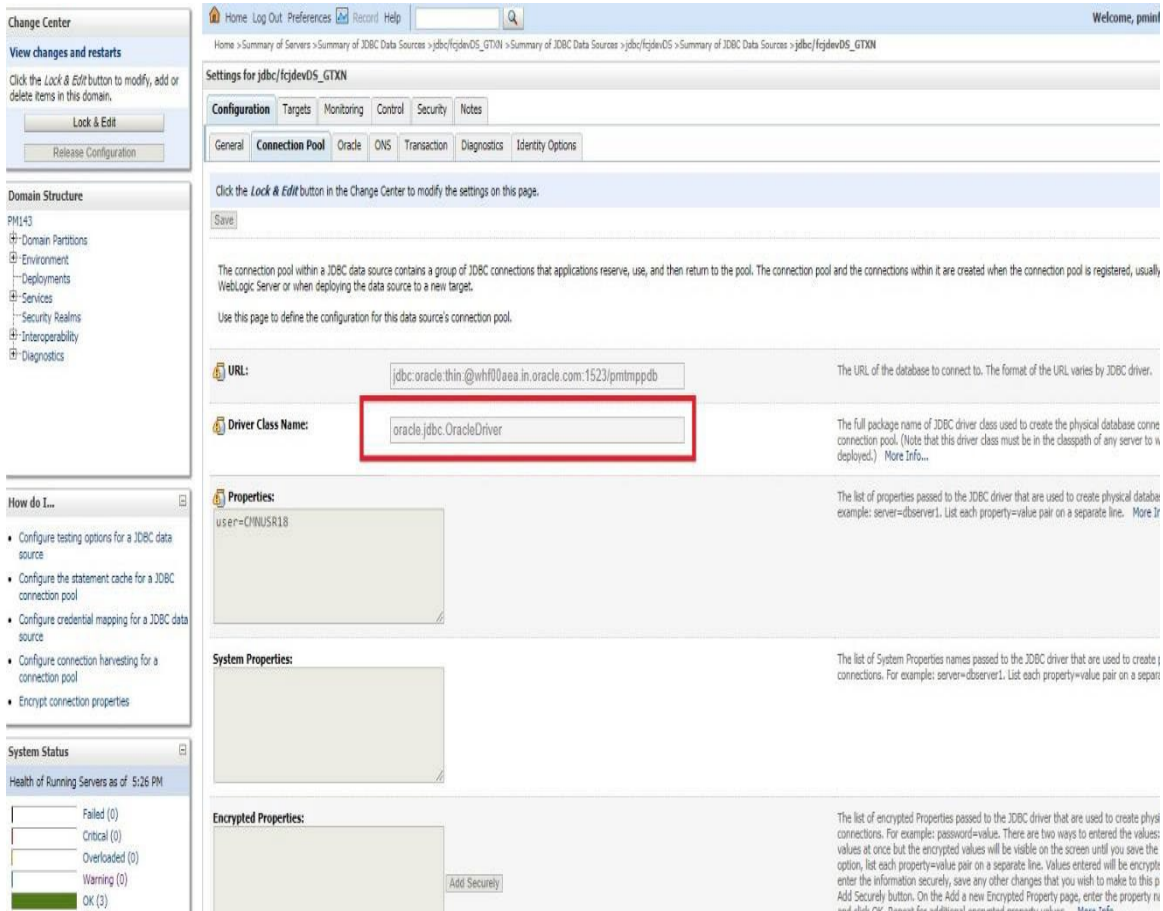 Change Center
View changes and restarts
Click the Lock & Edit button to modify, add or
delete items in this domain.
Lock & Edit
Release Configuration
Domain Structure
PM143
Domain Partitions
Environment
Deployments
Services
Security Realms
Interoperability
Diagnostics
How do I...
Configure testing options for a JDBC data
source
Configure the statement cache for a JDBC
connection pool
Configure credential mapping for a JDBC data
source
Configure connection harvesting for a
connection pool
Encrypt connection properties
System Status
Health of Running Servers as of 5:26 PM
Failed (0)
Critical (0)
Overloaded (0)
Warning (0)
OK (3)
Home Log Out Preferences Record Help
Welcome, pminf
Home >Summary of Servers >Summary of JDBC Data Sources >jdbc/fcjdevDS_GTXN >Summary of JDBC Data Sources >jdbc/fcjdevDS >Summary of JDBC Data Sources >jdbc/fcjdevDS_GTXN
Settings for jdbc/fcjdevDS_GTXN
Configuration Targets Monitoring Control Security Notes
General Connection Pool Oracle ONS Transaction Diagnostics Identity Options
Click the Lock & Edit button in the Change Center to modify the settings on this page.
Save
The connection pool within a JDBC data source contains a group of JDBC connections that applications reserve, use, and then return to the pool. The connection pool and the connections within it are created when the connection pool is registered, usually
WebLogic Server or when deploying the data source to a new target.
Use this page to define the configuration for this data source's connection pool.
URL:
jdbc:oracle:thin:@whf00aea.in.oracle.com:1523/pmtmppdb
The URL of the database to connect to. The format of the URL varies by JDBC driver.
Driver Class Name:
oracle.jdbc.OracleDriver
The full package name of JDBC driver class used to create the physical database conne
connection pool. (Note that this driver class must be in the classpath of any server to w
deployed.) More Info...
Properties:
user=CMNUSR18
The list of properties passed to the JDBC driver that are used to create physical databas
example: server=dbserver1. List each property=value pair on a separate line. More In
System Properties:
The list of System Properties names passed to the JDBC driver that are used to create p
connections. For example: server=dbserver1. List each property=value pair on a separa
Encrypted Properties:
Add Securely
The list of encrypted Properties passed to the JDBC driver that are used to create physi
connections. For example: password=value. There are two ways to entered the values:
values at once but the encrypted values will be visible on the screen until you save the
option, list each property=value pair on a separate line. Values entered will be encrypte
enter the information securely, save any other changes that you wish to make to this p
Add Securely button. On the Add a new Encrypted Property page, enter the property na
and click OK. Repeat for additional encrypted property values. More Info...